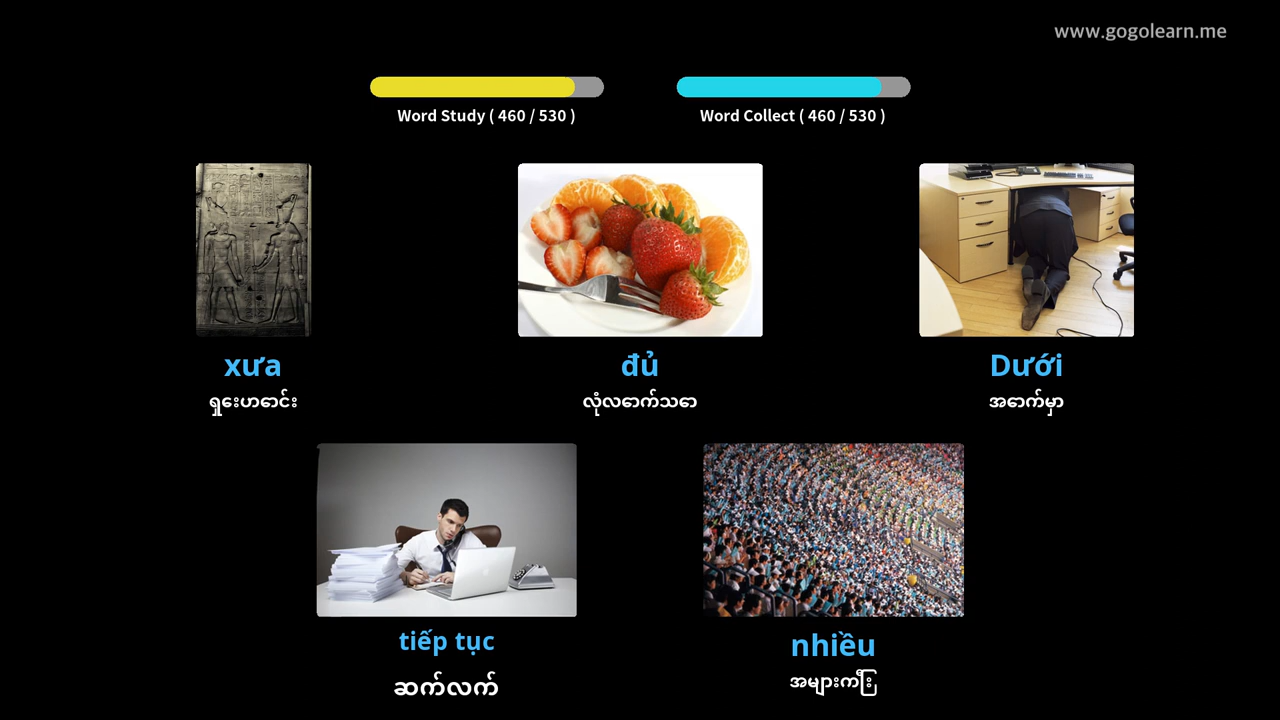 www.gogolearn.me
Word Study ( 460 / 530 )
Word Collect ( 460 / 530 )
xưa
ရှေးဟောင်း
đủ
လုံလောက်သော
Dưới
အောက်မှာ
tiếp tục
ဆက်လက်
nhiều
အများကြီး